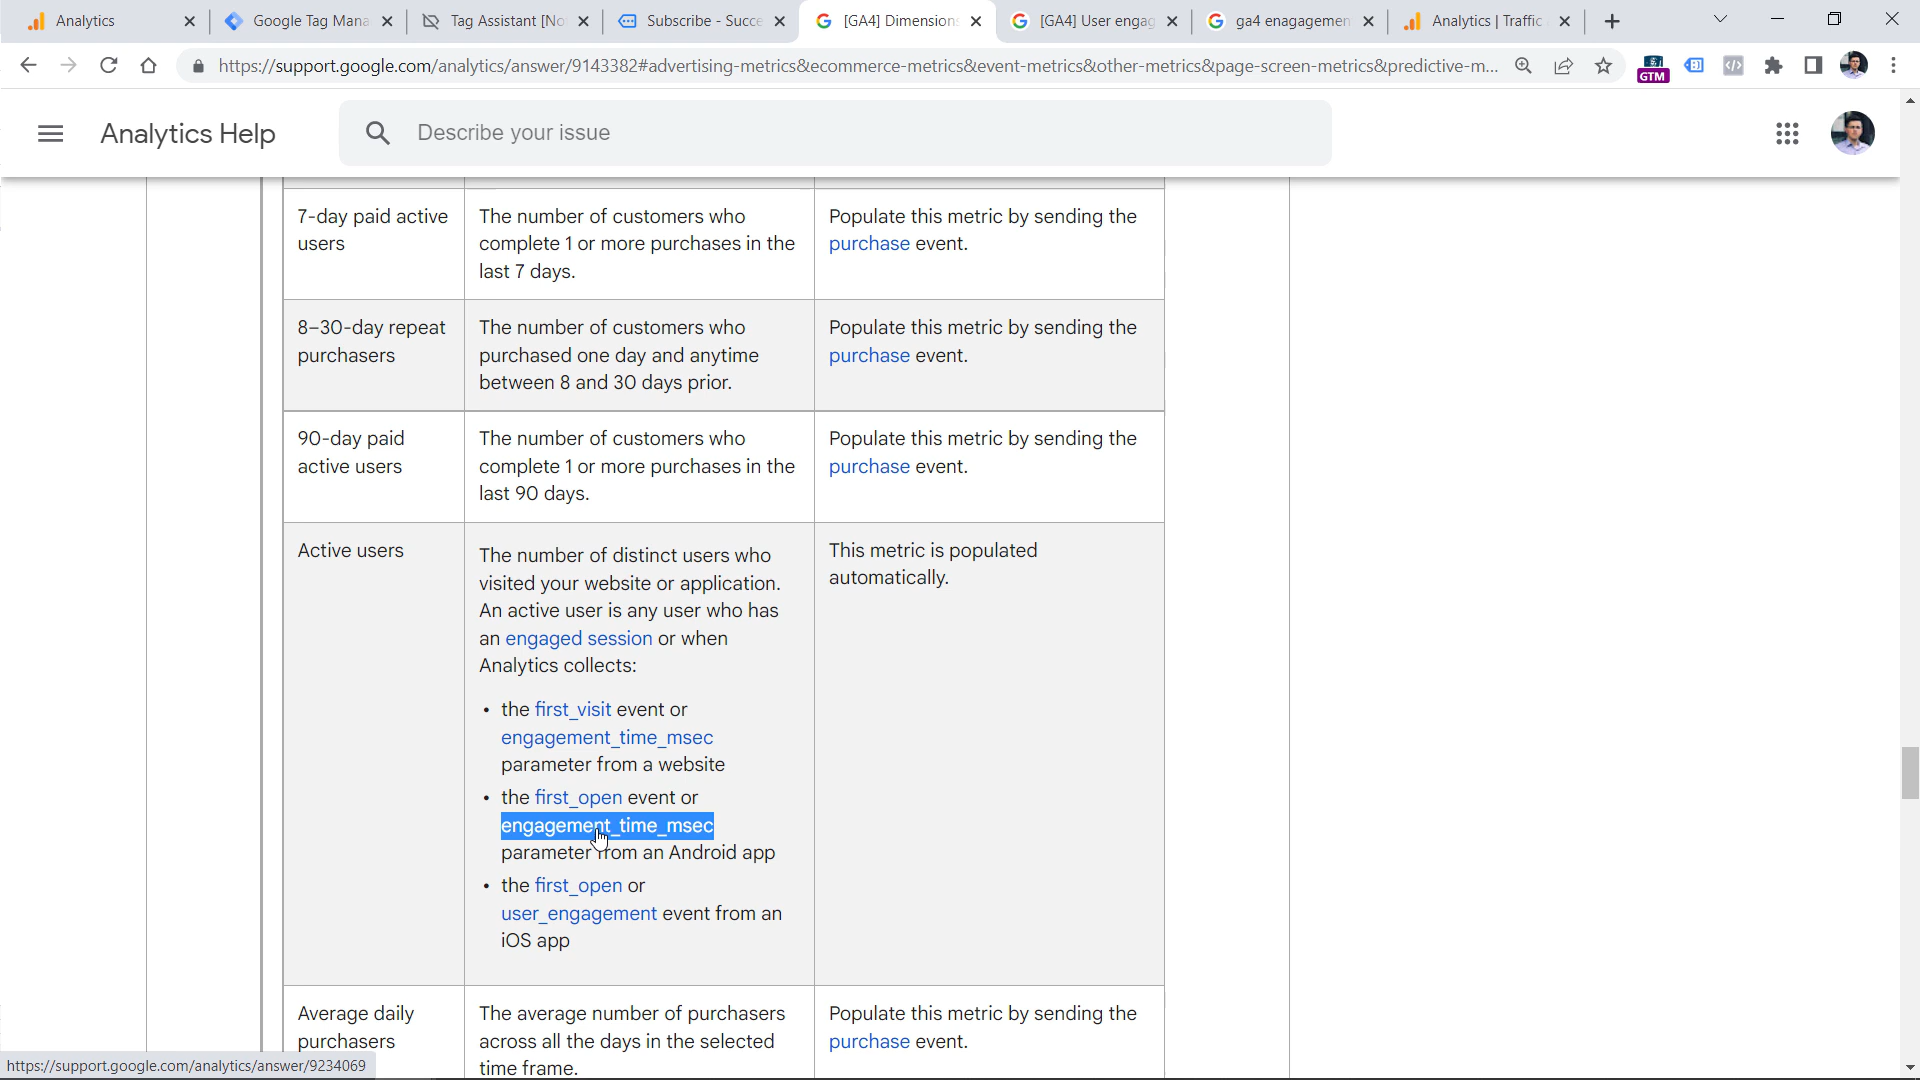 Analytics
Google Tag Mana
Tag Assistant [No
Subscribe - Succe
[GA4] Dimension
[GA4] User engag
ga4 enagagemen
Analytics | Traffic
https://support.google.com/analytics/answer/9143382#advertising-metrics&ecommerce-metrics&event-metrics&other-metrics&page-screen-metrics&predictive-m...
GTM
Analytics Help
Describe your issue
7-day paid active
users
The number of customers who
complete 1 or more purchases in the
last 7 days.
Populate this metric by sending the
purchase event.
8–30-day repeat
purchasers
The number of customers who
purchased one day and anytime
between 8 and 30 days prior.
Populate this metric by sending the
purchase event.
90-day paid
active users
The number of customers who
complete 1 or more purchases in the
last 90 days.
Populate this metric by sending the
purchase event.
Active users
The number of distinct users who
visited your website or application.
An active user is any user who has
an engaged session or when
Analytics collects:
• the first_visit event or
engagement_time_msec
parameter from a website
• the first_open event or
engagement_time_msec
parameter from an Android app
• the first_open or
user_engagement event from an
iOS app
This metric is populated
automatically.
Average daily
purchasers
The average number of purchasers
across all the days in the selected
time frame.
Populate this metric by sending the
purchase event.
https://support.google.com/analytics/answer/9234069